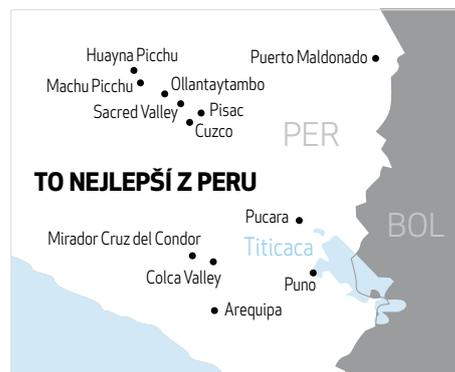 Huayna Picchu
Puerto Maldonado
Machu Picchu
Ollantaytambo
Sacred Valley
Pisac
Cuzco
PER
TO NEJLEPŠÍ Z PERU
Pucara
BOL
Mirador Cruz del Condor
Titicaca
Colca Valley
Puno
Arequipa